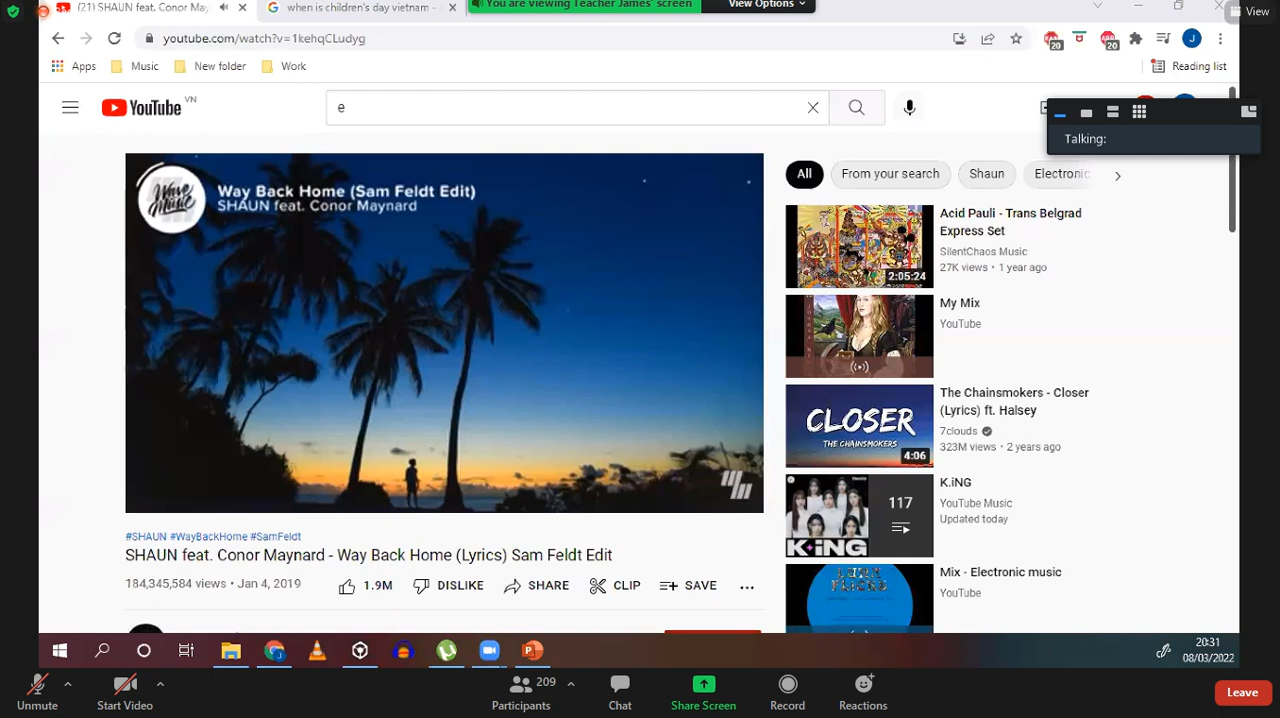 (21) SHAUN feat. Conor May
when is children's day vietnam -
You are viewing Teacher James' screen
View Options
View
youtube.com/watch?v=1kehqCLudyg
20
20
J
Apps
Music
New folder
Work
Reading list
YouTube VN
e
Talking:
Way Back Home (Sam Feldt Edit)
SHAUN feat. Conor Maynard
Wave Music
All
From your search
Shaun
Electronic
Acid Pauli - Trans Belgrad
Express Set
SilentChaos Music
27K views • 1 year ago
2:05:24
My Mix
YouTube
The Chainsmokers - Closer
(Lyrics) ft. Halsey
7clouds
323M views • 2 years ago
CLOSER
THE CHAINSMOKERS
4:06
K.iNG
YouTube Music
Updated today
117
K.iNG
Mix - Electronic music
YouTube
#SHAUN #WayBackHome #SamFeldt
SHAUN feat. Conor Maynard - Way Back Home (Lyrics) Sam Feldt Edit
184,345,584 views • Jan 4, 2019
1.9M
DISLIKE
SHARE
CLIP
SAVE
20:31
08/03/2022
Unmute
Start Video
209
Participants
Chat
Share Screen
Record
Reactions
Leave